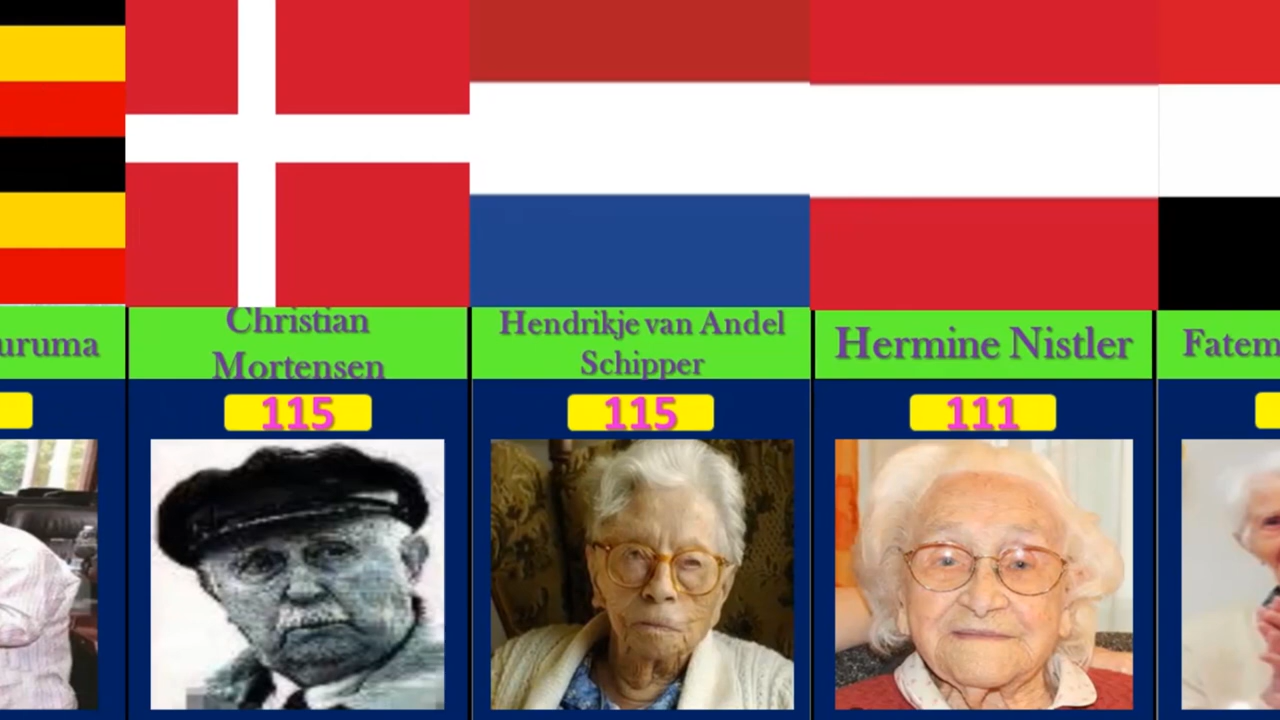 uruma
Christian
Mortensen
115
Hendrikje van Andel
Schipper
115
Hermine Nistler
111
Fatem